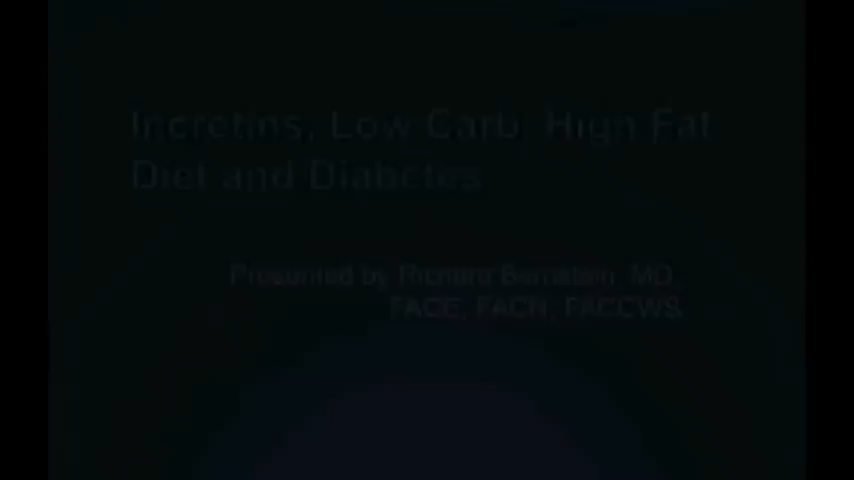 Incretins, Low Carb, High Fat
Diet and Diabetes
Presented by Richard Bernstein, MD,
FACE, FACN, FACCWS